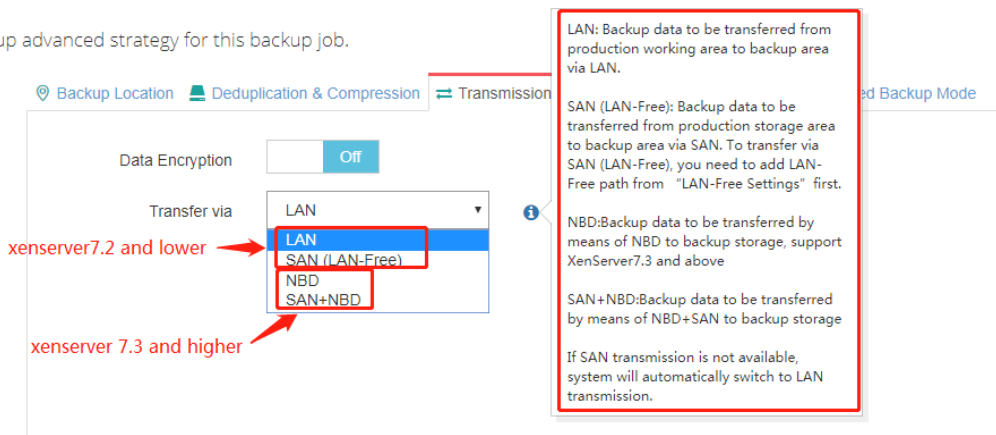 up advanced strategy for this backup job.
Backup Location
Deduplication & Compression
Transmission
ed Backup Mode
Data Encryption
Off
Transfer via
LAN
LAN
SAN (LAN-Free)
NBD
SAN+NBD
xenserver7.2 and lower
xenserver 7.3 and higher
LAN: Backup data to be transferred from
production working area to backup area
via LAN.
SAN (LAN-Free): Backup data to be
transferred from production storage area
to backup area via SAN. To transfer via
SAN (LAN-Free), you need to add LAN-
Free path from “LAN-Free Settings” first.
NBD:Backup data to be transferred by
means of NBD to backup storage, support
XenServer7.3 and above
SAN+NBD:Backup data to be transferred
by means of NBD+SAN to backup storage
If SAN transmission is not available,
system will automatically switch to LAN
transmission.